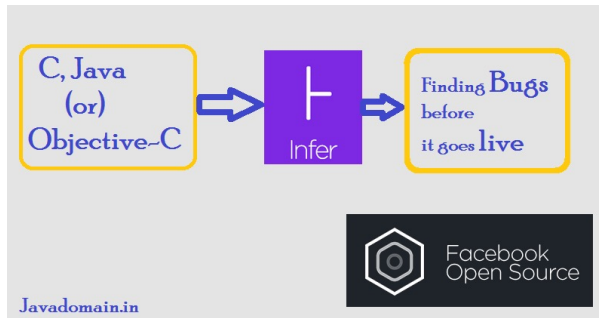 C, Java
(or)
Objective-C
Infer
Finding Bugs
before
it goes live
Facebook
Open Source
Javadomain.in